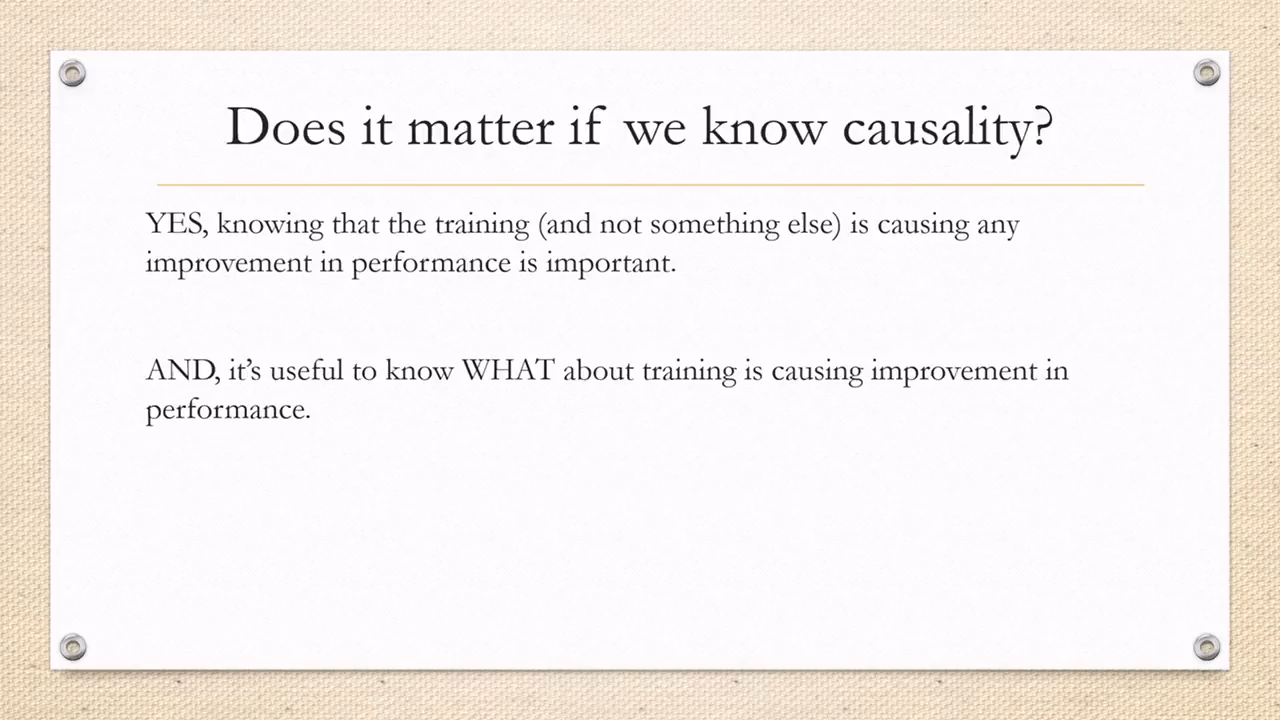 Does it matter if we know causality?
YES, knowing that the training (and not something else) is causing any
improvement in performance is important.
AND, it’s useful to know WHAT about training is causing improvement in
performance.